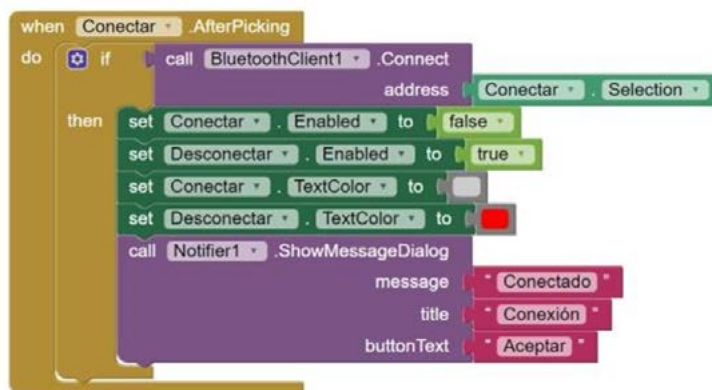 when Conectar .AfterPicking
do if call BluetoothClient1 .Connect
address Conectar . Selection
then set Conectar . Enabled to false
set Desconectar . Enabled to true
set Conectar . TextColor to
set Desconectar . TextColor to
call Notifier1 .ShowMessageDialog
message " Conectado "
title " Conexión "
buttonText " Aceptar "